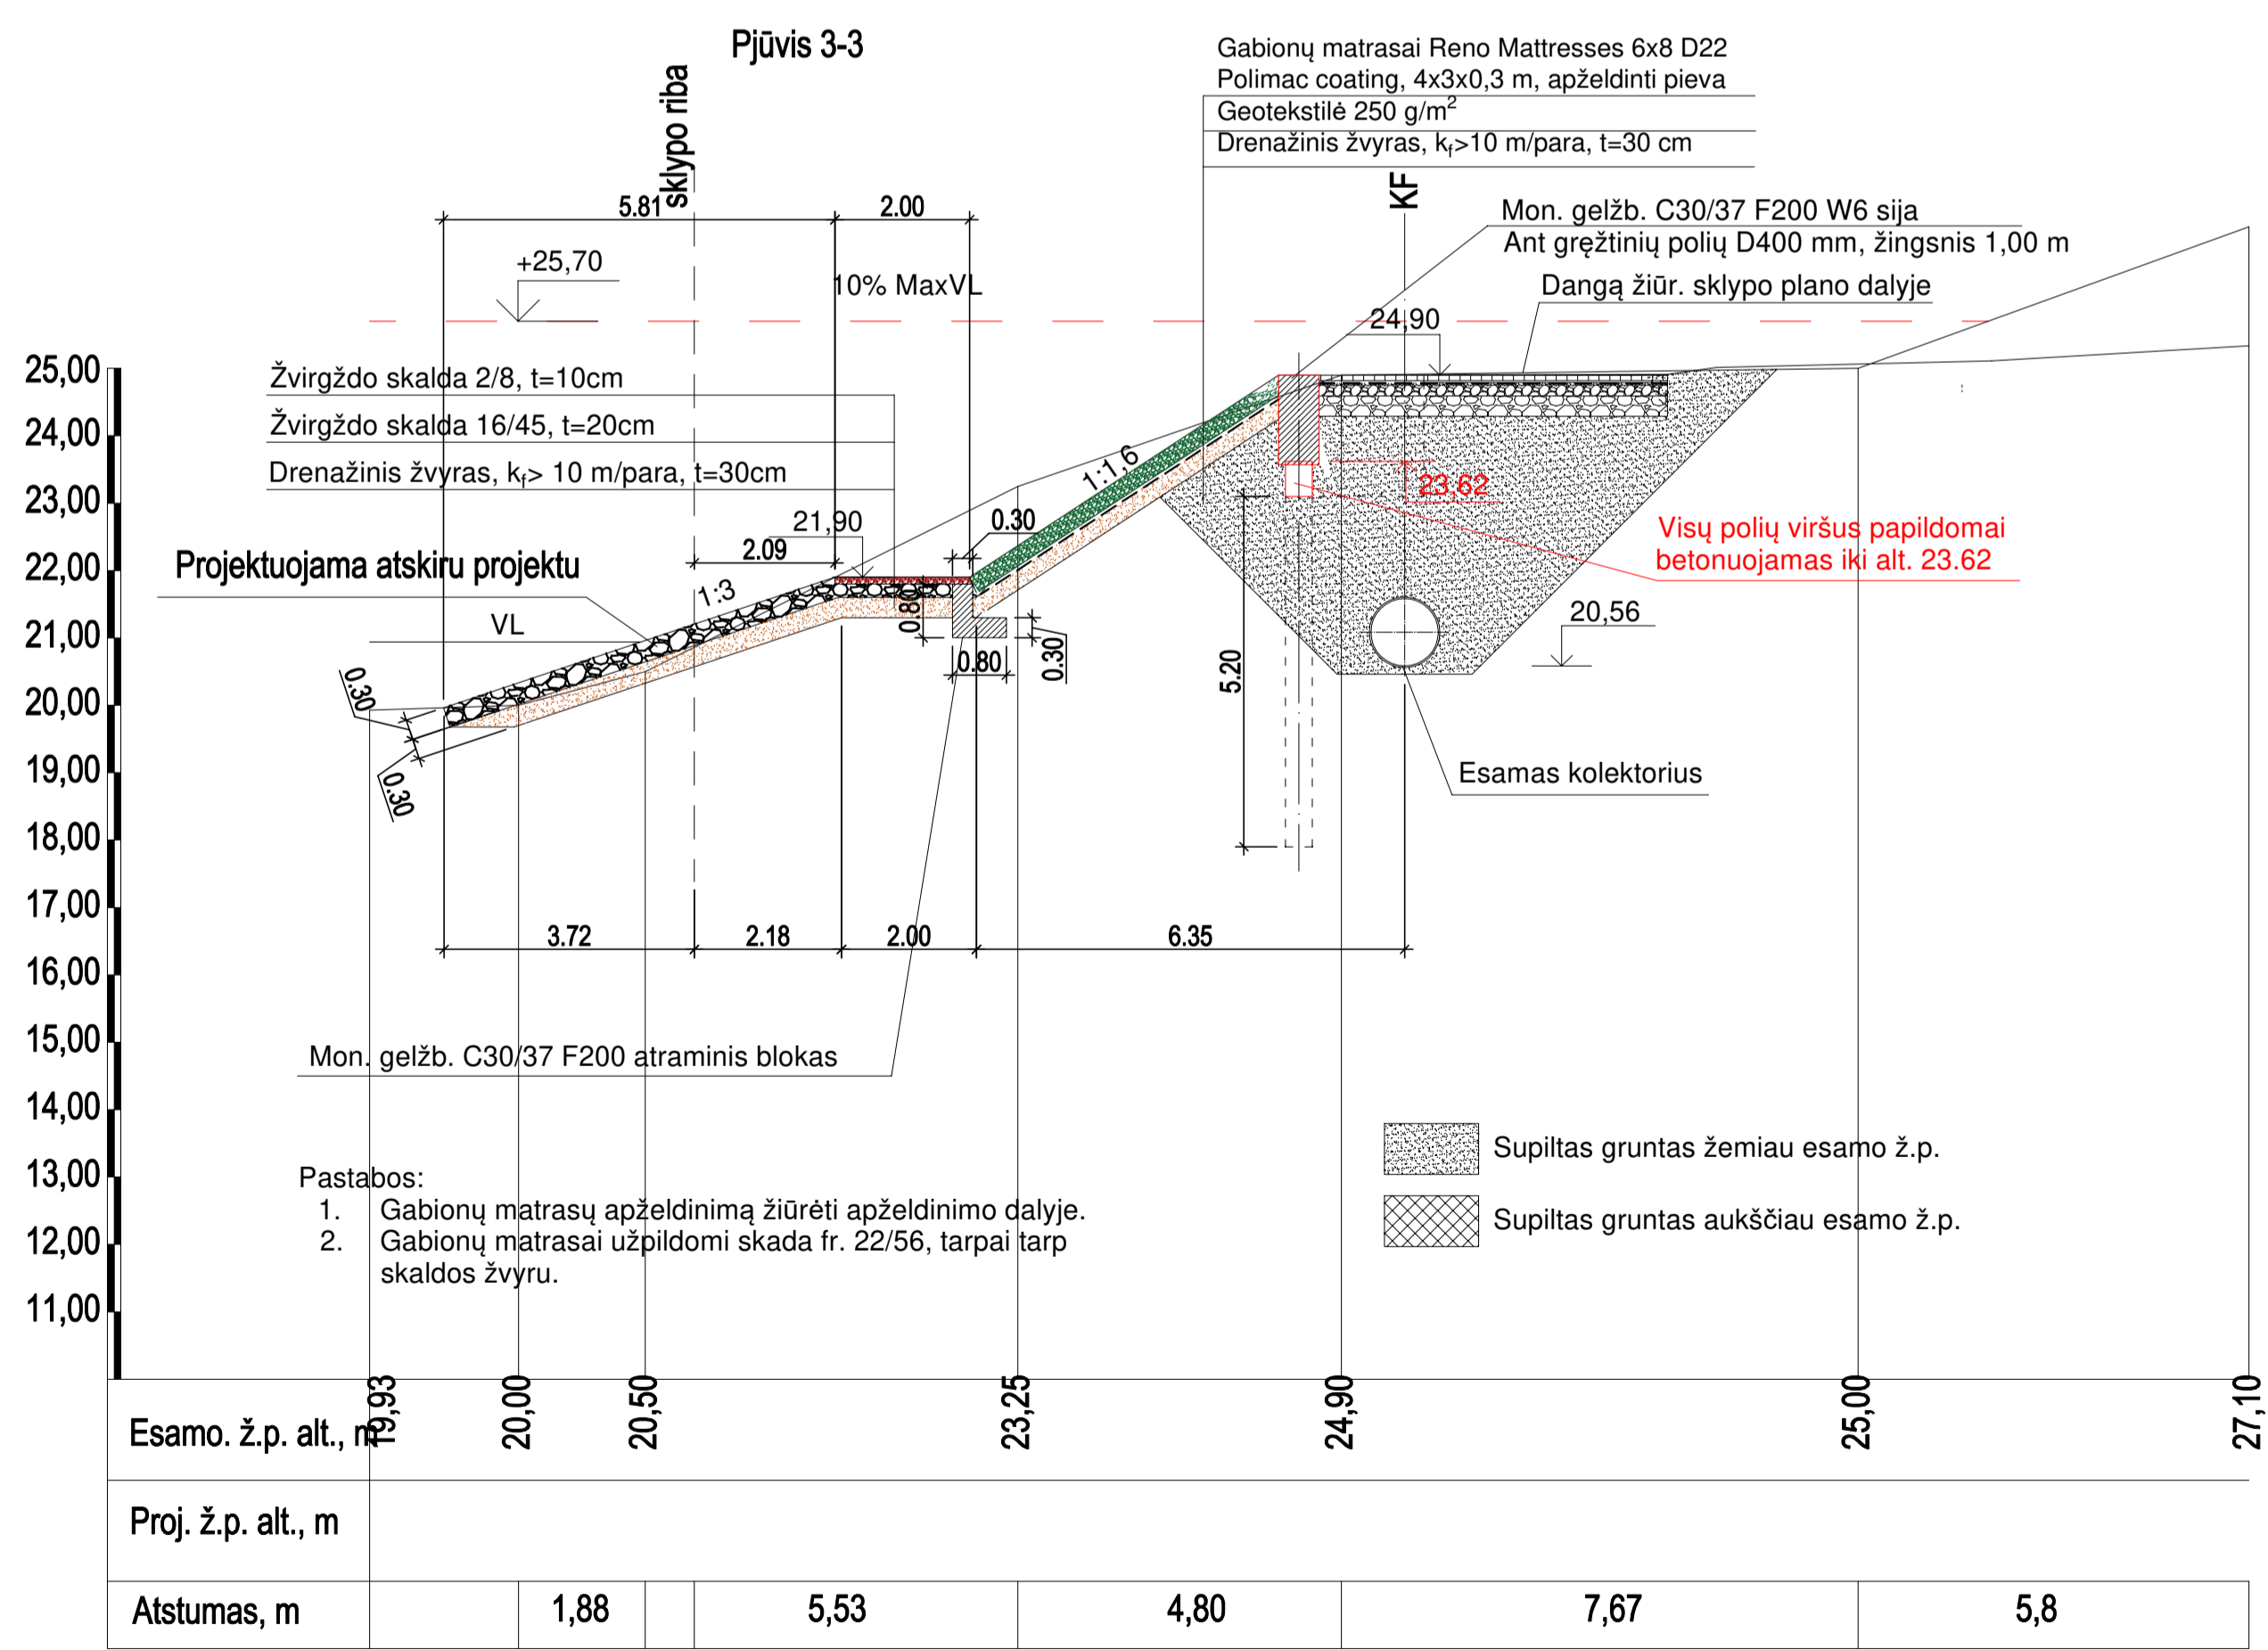 Pjūvis 3-3
sklypo riba
Gabionų matrasai Reno Mattresses 6x8 D22
Polimac coating, 4x3x0,3 m, apželdinti pieva
Geotekstilė 250 g/m²
Drenažinis žvyras, kf>10 m/para, t=30 cm
KF
5.81
2.00
Mon. gelžb. C30/37 F200 W6 sija
Ant gręžtinių polių D400 mm, žingsnis 1,00 m
+25,70
10% MaxVL
Dangą žiūr. sklypo plano dalyje
24,90
Žvirgždo skalda 2/8, t=10cm
Žvirgždo skalda 16/45, t=20cm
Drenažinis žvyras, kf> 10 m/para, t=30cm
1:1,6
23,62
21,90
0.30
2.09
Visų polių viršus papildomai
betonuojamas iki alt. 23.62
Projektuojama atskiru projektu
1:3
VL
0.80
20,56
0.80
0.30
5.20
0.30
0.30
Esamas kolektorius
3.72
2.18
2.00
6.35
Mon. gelžb. C30/37 F200 atraminis blokas
25,00
24,00
23,00
22,00
21,00
20,00
19,00
18,00
17,00
16,00
15,00
14,00
13,00
12,00
11,00
Supiltas gruntas žemiau esamo ž.p.
Supiltas gruntas aukščiau esamo ž.p.
Pastabos:
1. Gabionų matrasų apželdinimą žiūrėti apželdinimo dalyje.
2. Gabionų matrasai užpildomi skada fr. 22/56, tarpai tarp
skaldos žvyru.
Esamo. ž.p. alt., m
19,93
20,00
20,50
23,25
24,90
25,00
27,10
Proj. ž.p. alt., m
Atstumas, m
1,88
5,53
4,80
7,67
5,8